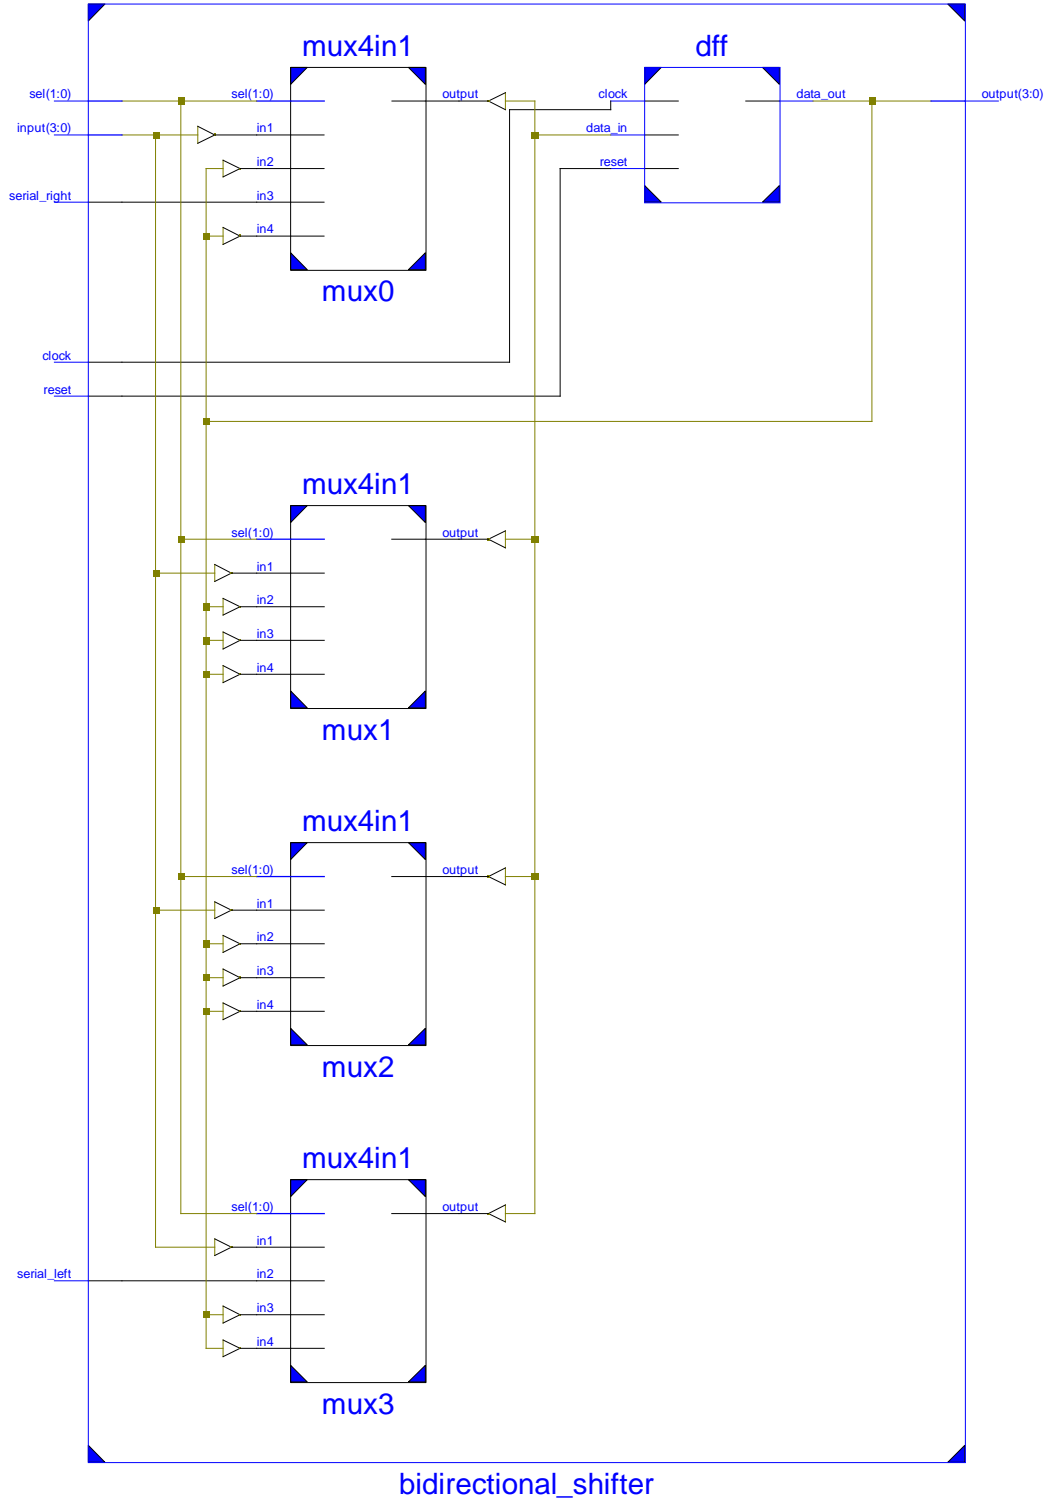 mux4in1 dff
sel(1:0) sel(1:0) output clock data_out output(3:0)
input(3:0) in1 data_in
in2 reset
serial_right in3
in4
mux0
clock
reset
mux4in1
sel(1:0) output
in1
in2
in3
in4
mux1
mux4in1
sel(1:0) output
in1
in2
in3
in4
mux2
mux4in1
sel(1:0) output
in1
serial_left in2
in3
in4
mux3
bidirectional_shifter